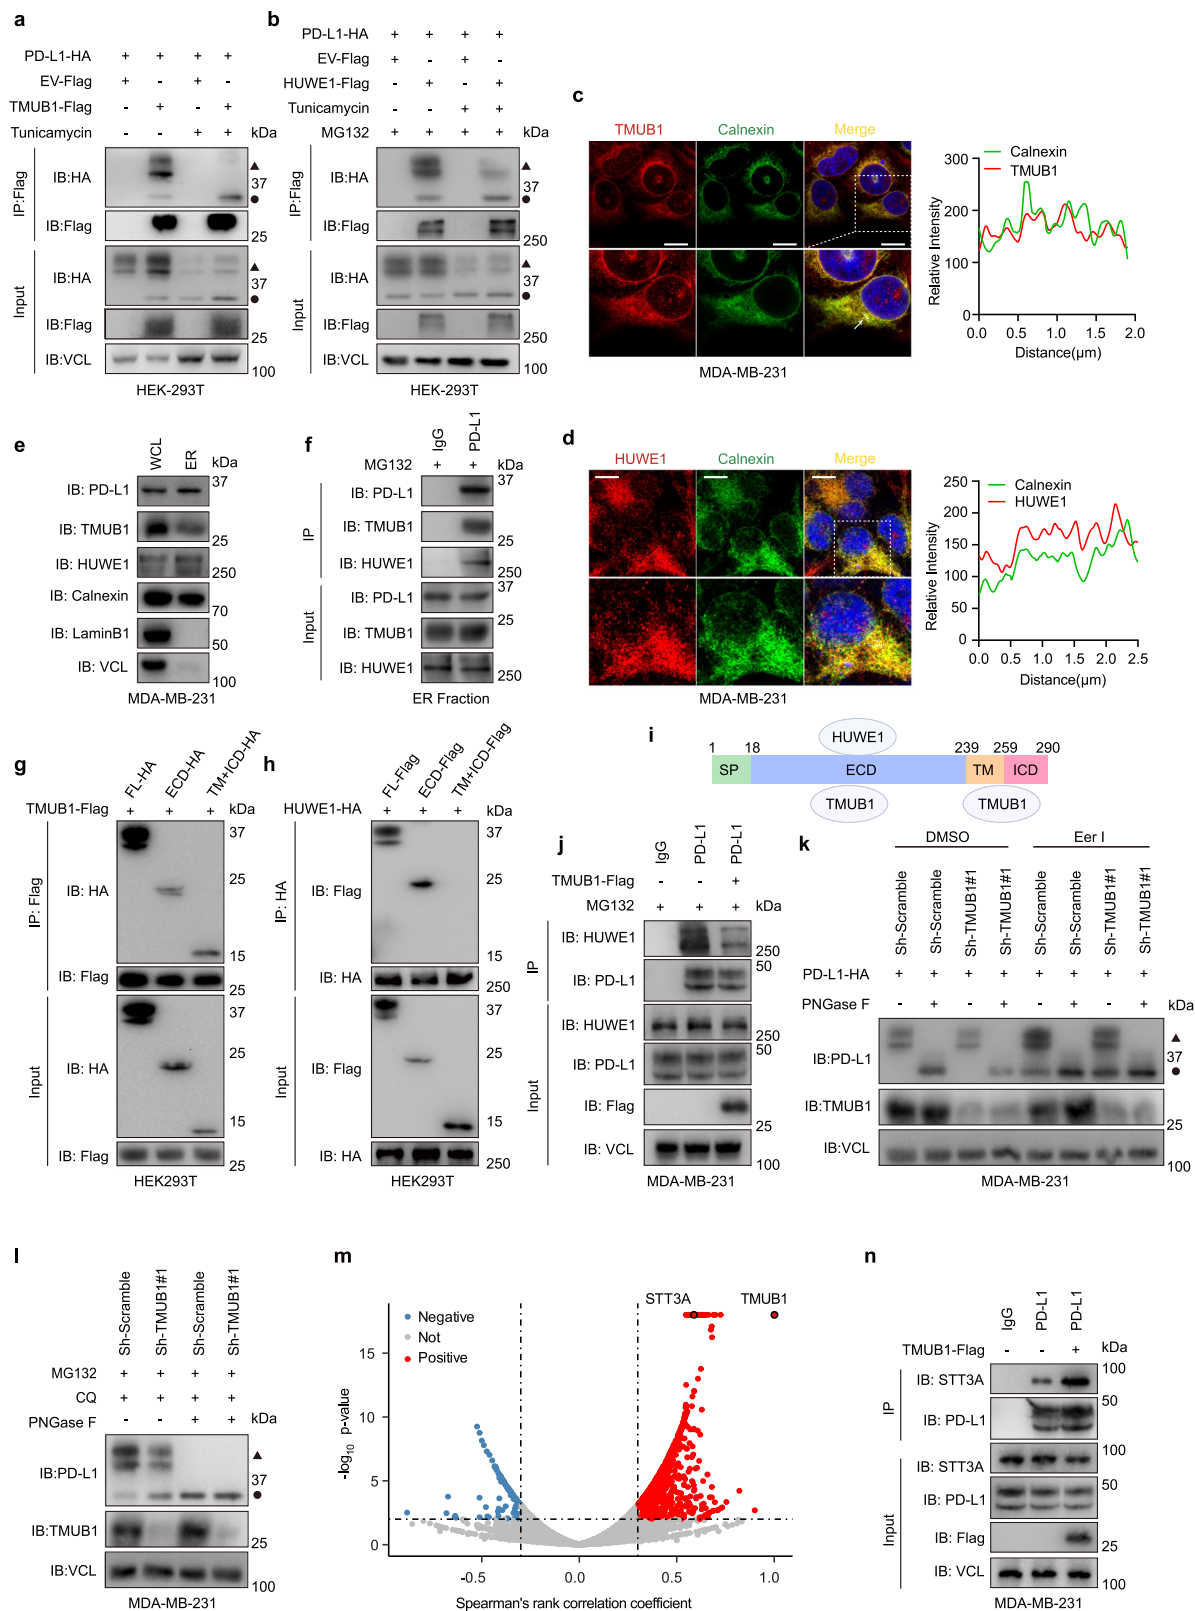 a
PD-L1-HA + + + +
EV-Flag + - + -
TMUB1-Flag - + - +
Tunicamycin - - + + kDa
IP:Flag
IB:HA ▲ 37 ●
IB:Flag 25
Input
IB:HA ▲ 37 ●
IB:Flag 25
IB:VCL 100
HEK-293T
b
PD-L1-HA + + + +
EV-Flag + - + -
HUWE1-Flag - + - +
Tunicamycin - - + +
MG132 + + + + kDa
IP:Flag
IB:HA ▲ 37 ●
IB:Flag 250
Input
IB:HA ▲ 37 ●
IB:Flag 250
IB:VCL 100
HEK-293T
c
TMUB1 Calnexin Merge
MDA-MB-231
Calnexin
TMUB1
Relative Intensity
300
200
100
0
0.0 0.5 1.0 1.5 2.0
Distance(μm)
e
WCL ER kDa
IB: PD-L1 37
IB: TMUB1 25
IB: HUWE1 250
IB: Calnexin 70
IB: LaminB1 50
IB: VCL 100
MDA-MB-231
f
IgG PD-L1
MG132 + + kDa
IP
IB: PD-L1 37
IB: TMUB1 25
IB: HUWE1 250
Input
IB: PD-L1 37
IB: TMUB1 25
IB: HUWE1 250
ER Fraction
d
HUWE1 Calnexin Merge
MDA-MB-231
Calnexin
HUWE1
Relative Intensity
250
200
150
100
50
0
0.0 0.5 1.0 1.5 2.0 2.5
Distance(μm)
g
FL-HA ECD-HA TM+ICD-HA
TMUB1-Flag + + + kDa
IP: Flag
IB: HA 37 25 15
IB: Flag 25
Input
IB: HA 37 25 15
IB: Flag 25
HEK293T
h
FL-Flag ECD-Flag TM+ICD-Flag
HUWE1-HA + + + kDa
IP: HA
IB: Flag 37 25 15
IB: HA 250
Input
IB: Flag 37 25 15
IB: HA 250
HEK293T
i
HUWE1
1 18 239 259 290
SP ECD TM ICD
TMUB1 TMUB1
j
IgG PD-L1 PD-L1
TMUB1-Flag - - +
MG132 + + + kDa
IP
IB: HUWE1 250
IB: PD-L1 50
Input
IB: HUWE1 250
IB: PD-L1 50
IB: Flag 25
IB: VCL 100
MDA-MB-231
k
DMSO Eer I
Sh-Scramble Sh-Scramble Sh-TMUB1#1 Sh-TMUB1#1 Sh-Scramble Sh-Scramble Sh-TMUB1#1 Sh-TMUB1#1
PD-L1-HA + + + + + + + +
PNGase F - + - + - + - + kDa
IB:PD-L1 ▲ 37 ●
IB:TMUB1 25
IB:VCL 100
MDA-MB-231
l
Sh-Scramble Sh-TMUB1#1 Sh-Scramble Sh-TMUB1#1
MG132 + + + +
CQ + + + +
PNGase F - - + + kDa
IB:PD-L1 ▲ 37 ●
IB:TMUB1 25
IB:VCL 100
MDA-MB-231
m
STT3A TMUB1
Negative
Not
Positive
-log10 p-value
15
10
5
0
-0.5 0.0 0.5 1.0
Spearman's rank correlation coefficient
n
IgG PD-L1 PD-L1
TMUB1-Flag - - + kDa
IP
IB: STT3A 100
IB: PD-L1 50
Input
IB: STT3A 100
IB: PD-L1 50
IB: Flag 25
IB: VCL 100
MDA-MB-231